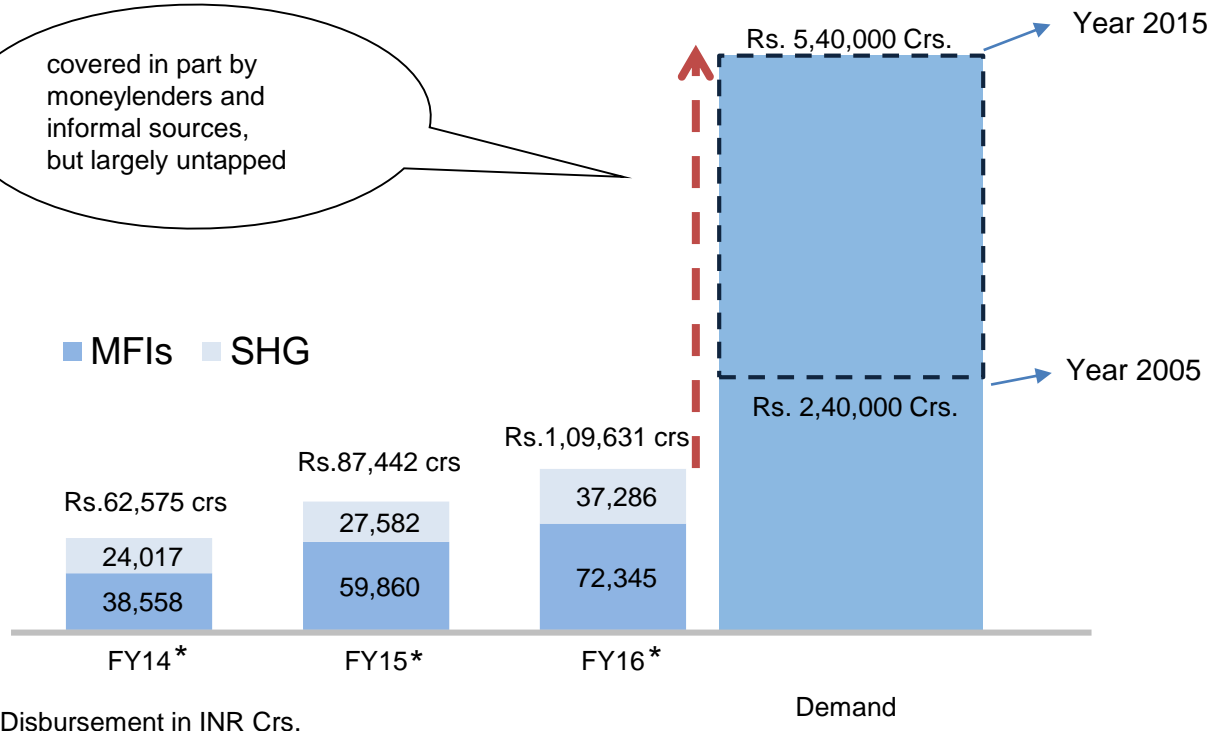 Rs. 5,40,000 Crs.
Year 2015
covered in part by
moneylenders and
informal sources,
but largely untapped
MFIs SHG
Year 2005
Rs. 2,40,000 Crs.
Rs.1,09,631 crs
Rs.87,442 crs
Rs.62,575 crs
37,286
27,582
24,017
72,345
59,860
38,558
FY14* FY15* FY16*
Demand
Disbursement in INR Crs.